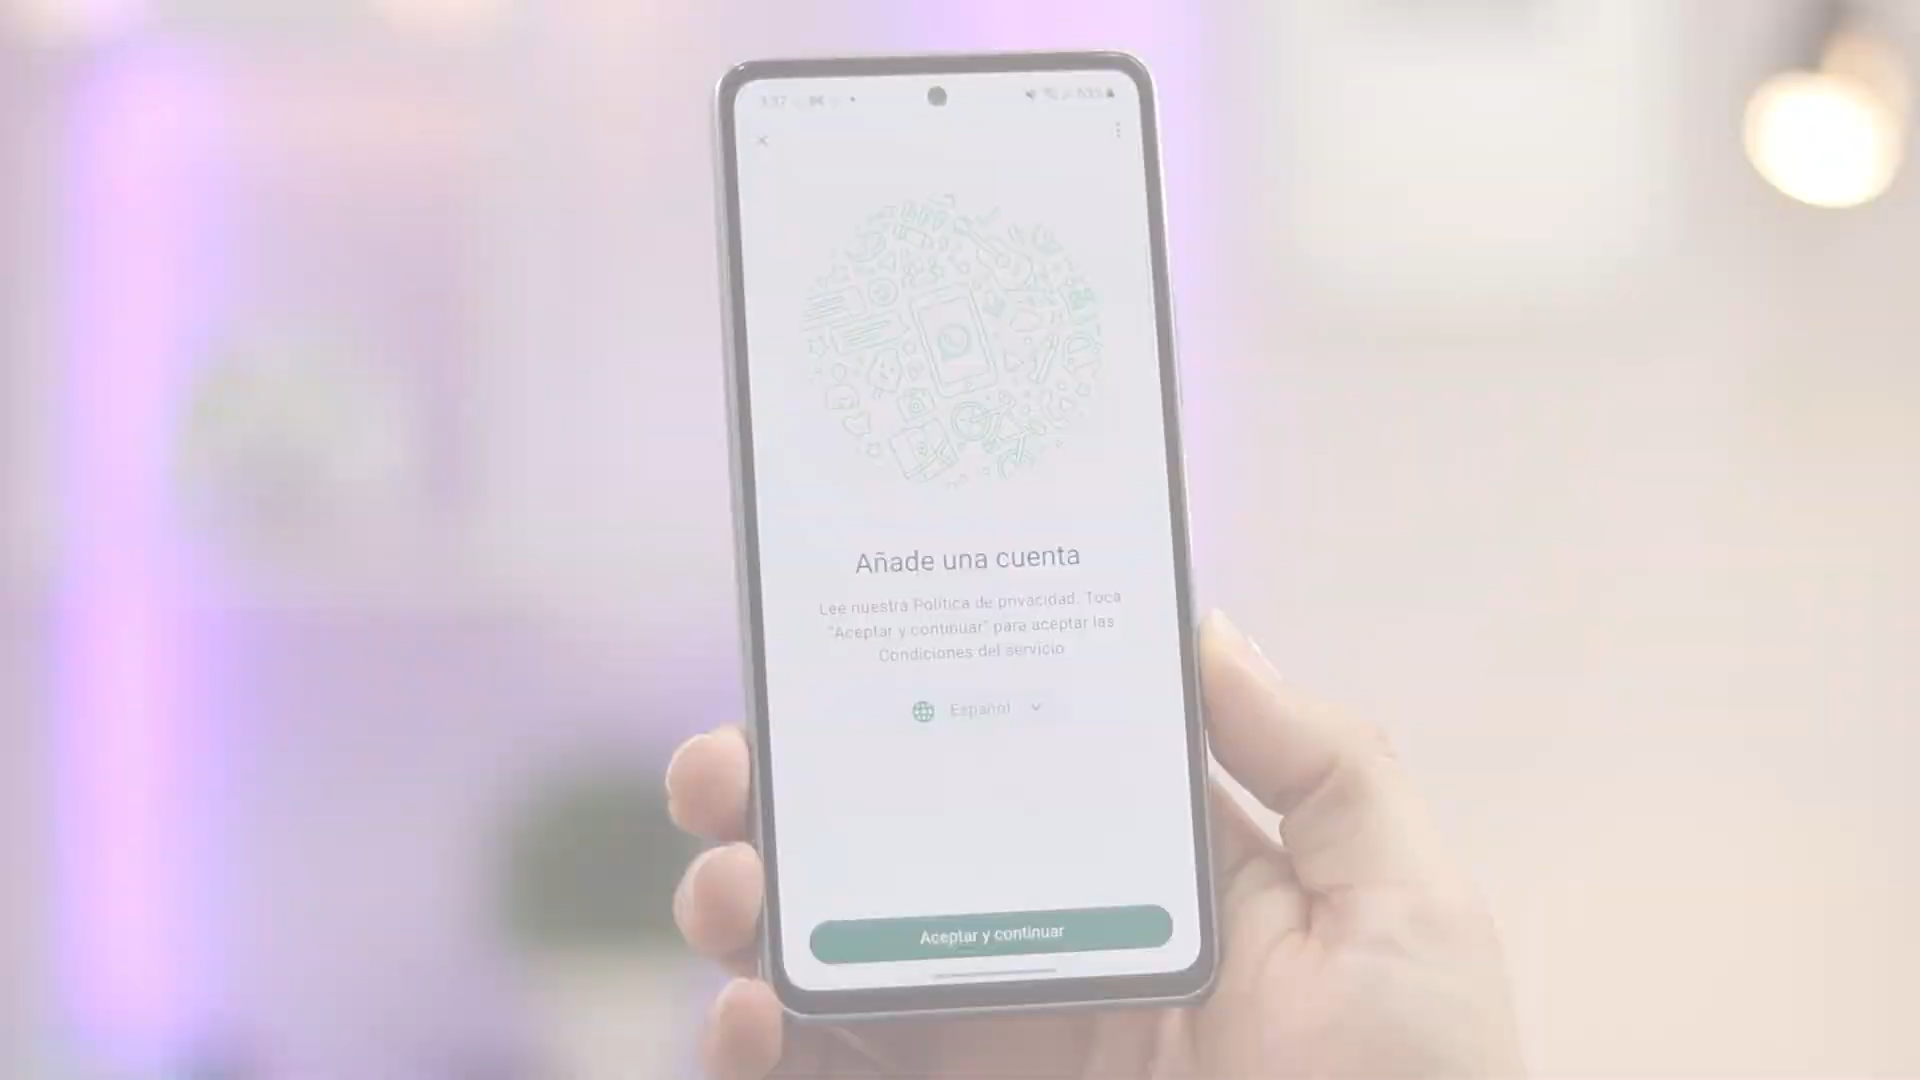 Añade una cuenta
Lee nuestra Política de privacidad. Toca
"Aceptar y continuar" para aceptar las
Condiciones del servicio
Español
Aceptar y continuar